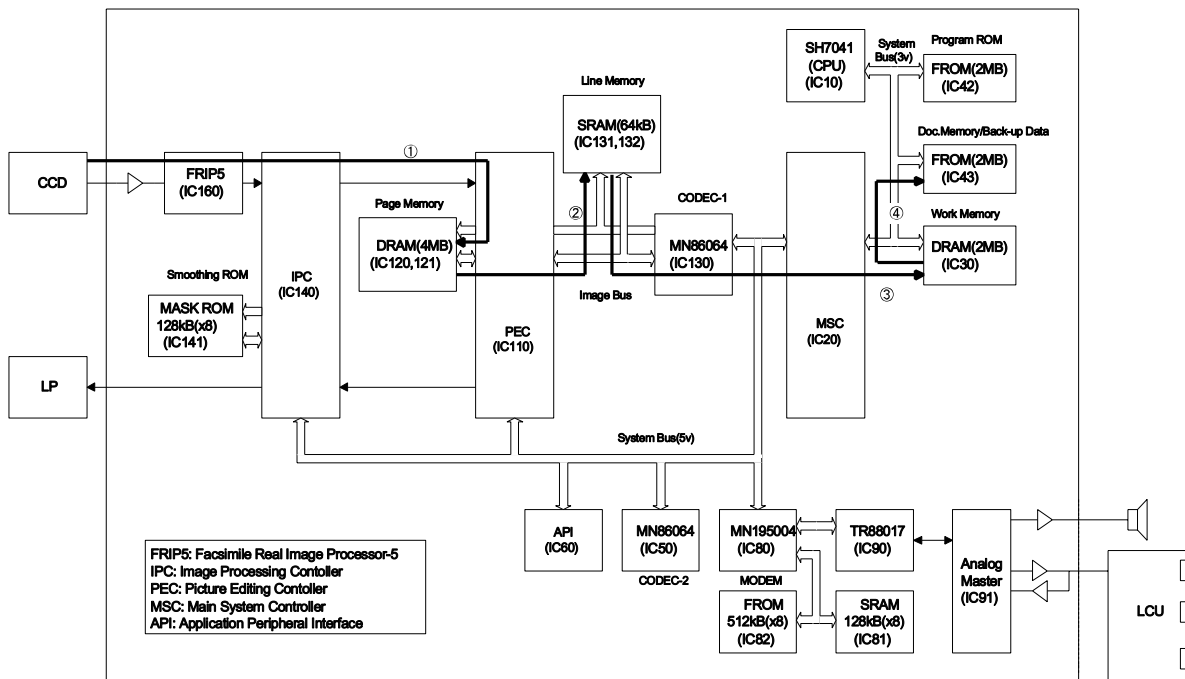 SH7041
(CPU)
(IC10)
System
Bus(3v)
Program ROM
FROM(2MB)
(IC42)
Line Memory
SRAM(64kB)
(IC131,132)
Doc.Memory/Back-up Data
FROM(2MB)
(IC43)
CCD
FRIP5
(IC160)
①
Page Memory
DRAM(4MB)
(IC120,121)
②
CODEC-1
MN86064
(IC130)
④
Work Memory
DRAM(2MB)
(IC30)
Smoothing ROM
MASK ROM
128kB(x8)
(IC141)
IPC
(IC140)
Image Bus
③
PEC
(IC110)
MSC
(IC20)
LP
System Bus(5v)
API
(IC60)
MN86064
(IC50)
CODEC-2
MN195004
(IC80)
MODEM
TR88017
(IC90)
Analog
Master
(IC91)
FROM
512kB(x8)
(IC82)
SRAM
128kB(x8)
(IC81)
LCU
FRIP5: Facsimile Real Image Processor-5
IPC: Image Processing Contoller
PEC: Picture Editing Contoller
MSC: Main System Controller
API: Application Peripheral Interface